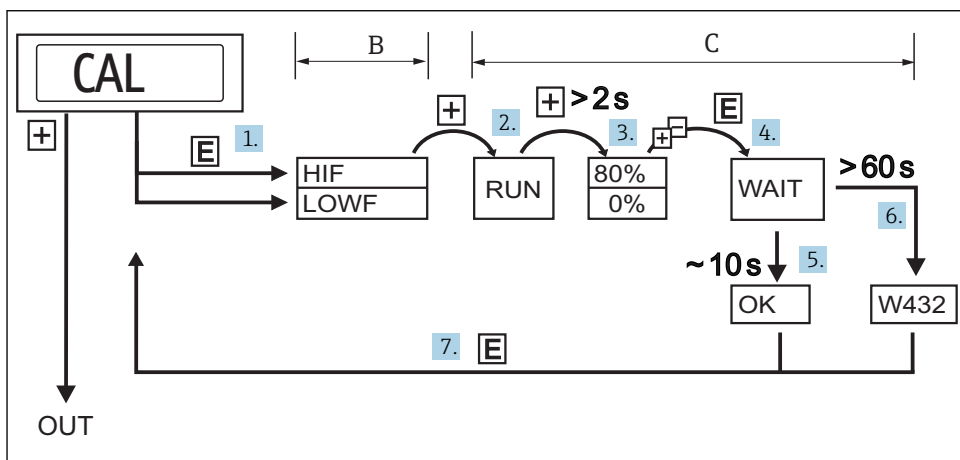 B
C
CAL
+
E
1.
+
2.
+ >2 s
3.
+
−
E
4.
HIF
LOWF
RUN
80%
0%
WAIT
>60 s
6.
~10 s
5.
OK
W432
7.
E
OUT